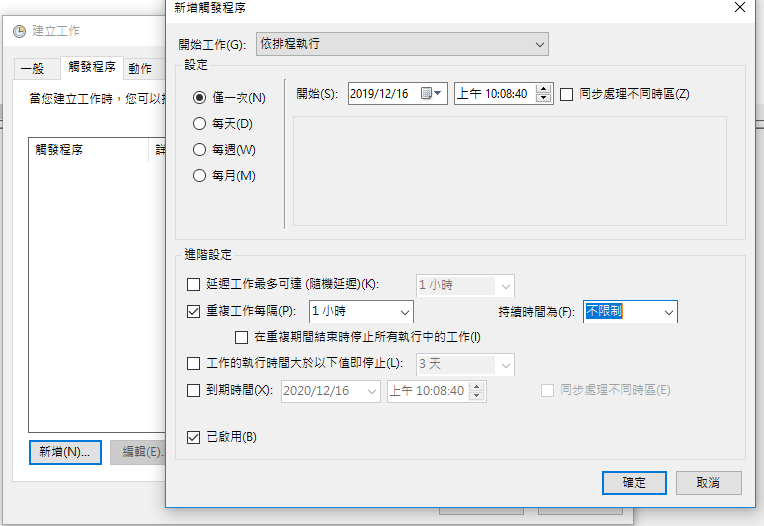 新增觸發程序
建立工作
一般
觸發程序
動作
當您建立工作時，您可以
觸發程序
新增(N)...
編輯(E)..
開始工作(G):
依排程執行
設定
僅一次(N)
每天(D)
每週(W)
每月(M)
開始(S):
2019/12/16
上午 10:08:40
同步處理不同時區(Z)
進階設定
延遲工作最多可達 (隨機延遲)(K):
1 小時
重複工作每隔(P):
1 小時
持續時間為(F):
不限制
在重複期間結束時停止所有執行中的工作(I)
工作的執行時間大於以下值即停止(L):
3 天
到期時間(X):
2020/12/16
上午 10:08:40
同步處理不同時區(E)
已啟用(B)
確定
取消